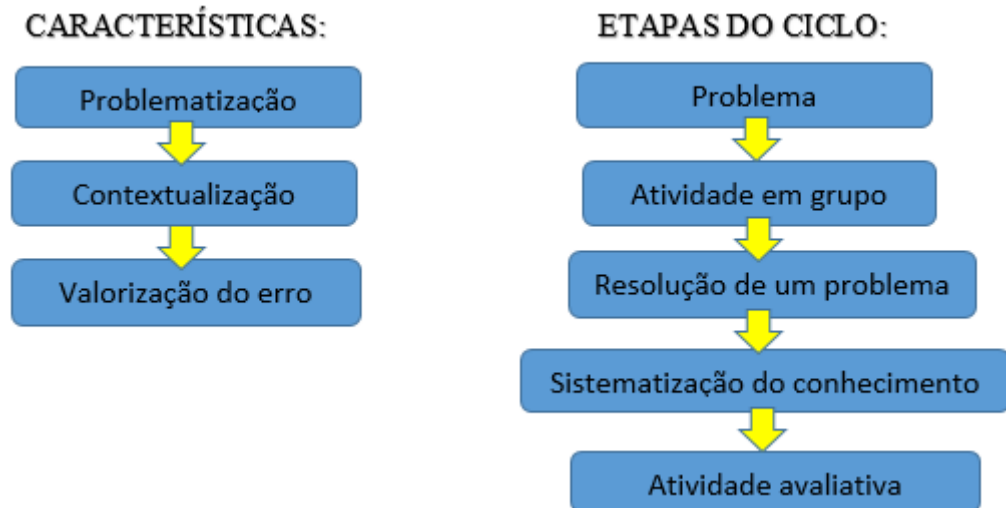 CARACTERÍSTICAS:
Problematização
Contextualização
Valorização do erro
ETAPAS DO CICLO:
Problema
Atividade em grupo
Resolução de um problema
Sistematização do conhecimento
Atividade avaliativa